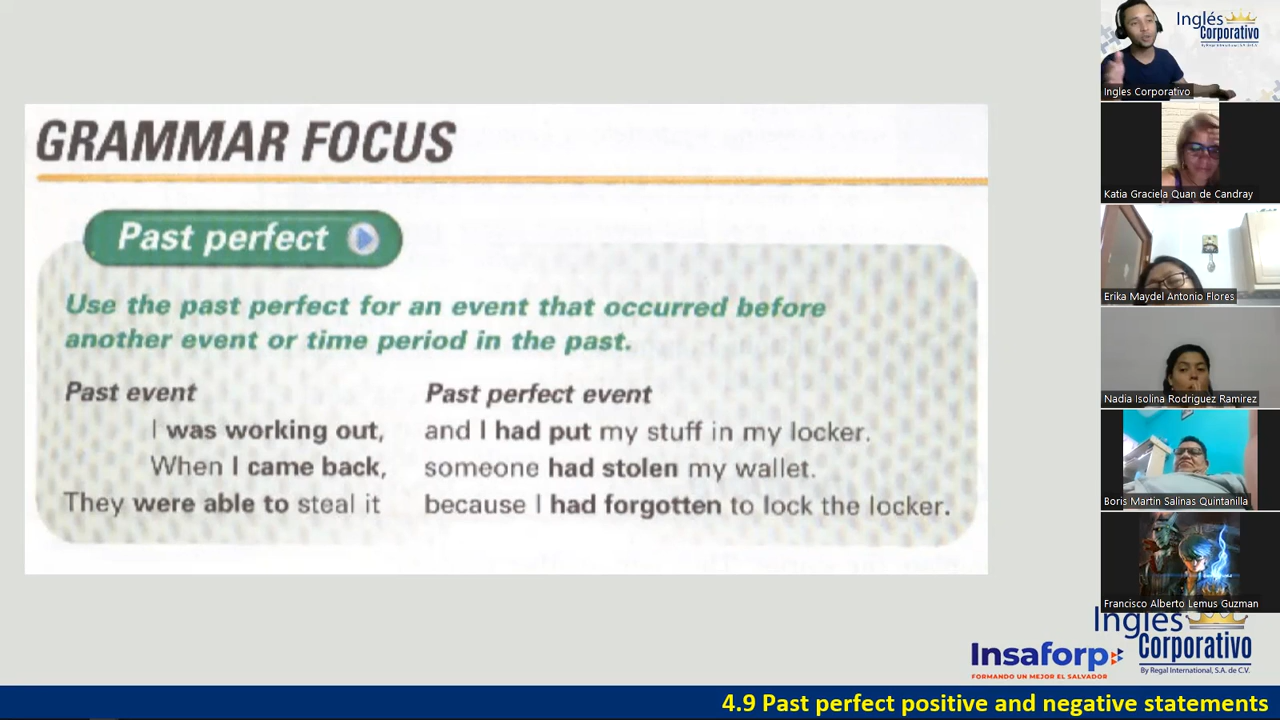 GRAMMAR FOCUS
Past perfect
Use the past perfect for an event that occurred before
another event or time period in the past.
Past event Past perfect event
I was working out, and I had put my stuff in my locker.
When I came back, someone had stolen my wallet.
They were able to steal it because I had forgotten to lock the locker.
Inglés
Corporativo
By Regal International, S.A. de C.V.
Ingles Corporativo
Katia Graciela Quan de Candray
Erika Maydel Antonio Flores
Nadia Isolina Rodriguez Ramirez
Boris Martin Salinas Quintanilla
Francisco Alberto Lemus Guzman
Inglés
Corporativo
By Regal International, S.A. de C.V.
Insaforp
FORMANDO UN MEJOR EL SALVADOR
4.9 Past perfect positive and negative statements